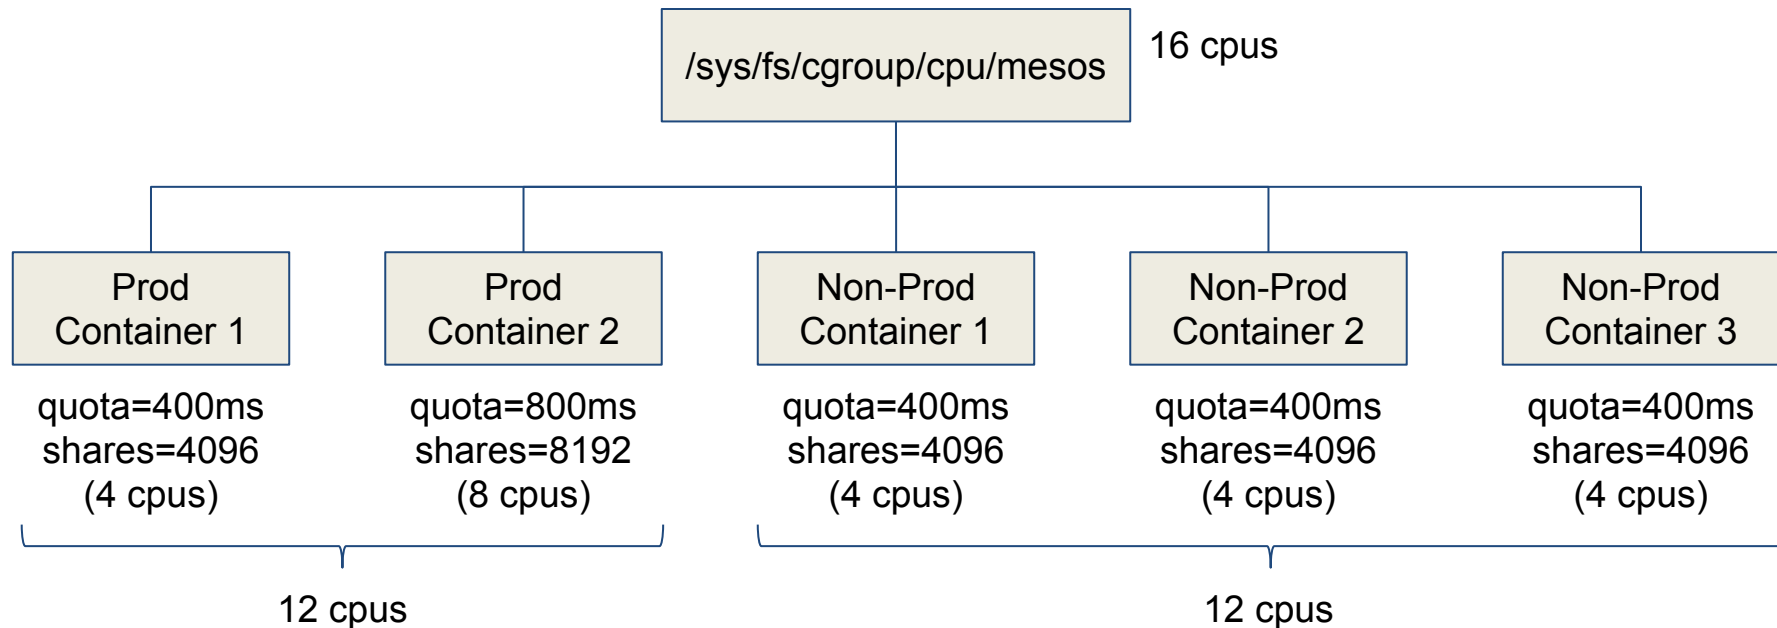 /sys/fs/cgroup/cpu/mesos
16 cpus
Prod
Container 1
Prod
Container 2
Non-Prod
Container 1
Non-Prod
Container 2
Non-Prod
Container 3
quota=400ms
shares=4096
(4 cpus)
quota=800ms
shares=8192
(8 cpus)
quota=400ms
shares=4096
(4 cpus)
quota=400ms
shares=4096
(4 cpus)
quota=400ms
shares=4096
(4 cpus)
12 cpus
12 cpus